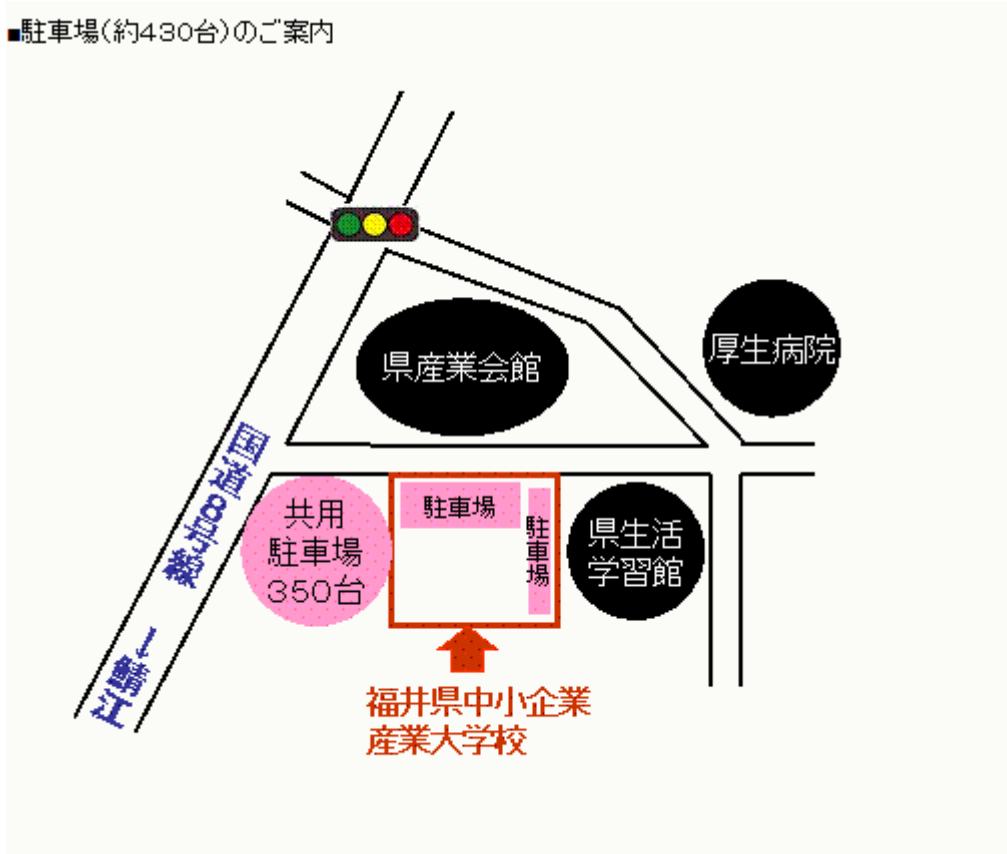 ■駐車場(約430台)のご案内
県産業会館
厚生病院
国道8号線 ↓鯖江
共用
駐車場
350台
駐車場
駐車場
県生活
学習館
福井県中小企業
産業大学校